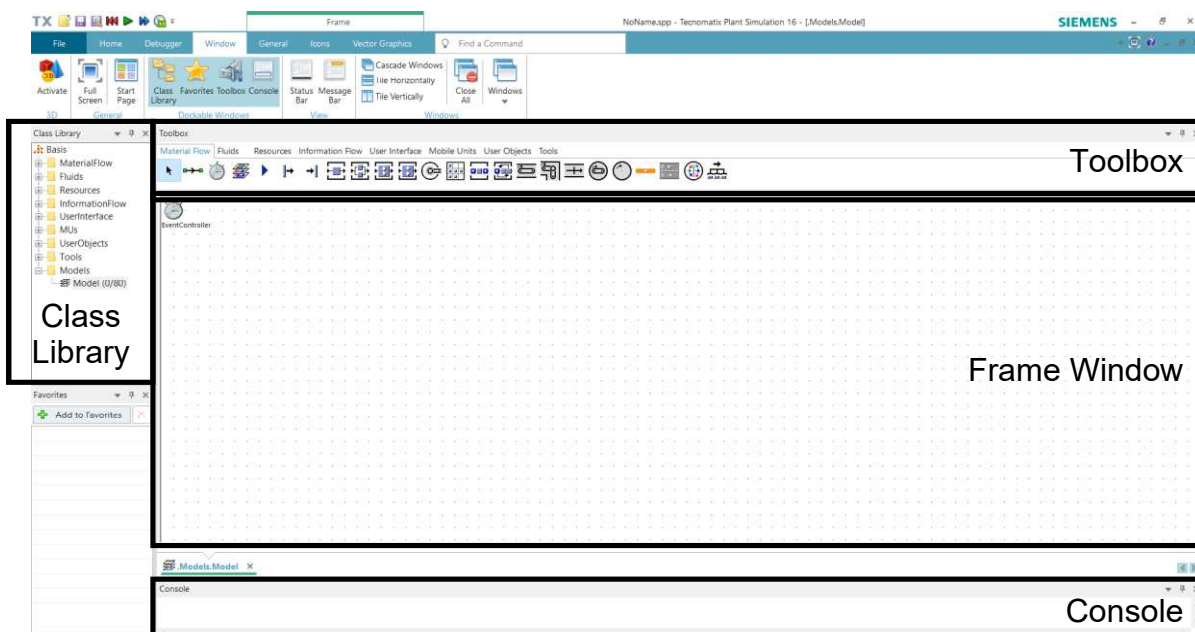 TX
Frame
NoName.spp - Tecnomatix Plant Simulation 16 - [.Models.Model]
SIEMENS
File Home Debugger Window General Icons Vector Graphics Find a Command
Activate
Full Screen
Start Page
Class Library
Favorites Toolbox Console
Status Bar
Message Bar
Cascade Windows
Tile Horizontally
Tile Vertically
Close All
Windows
3D General Dockable Windows View Windows
Class Library
Basis
MaterialFlow
Fluids
Resources
InformationFlow
UserInterface
MUs
UserObjects
Tools
Models
Model (0/80)
Class
Library
Favorites
Add to Favorites
Toolbox
Material Flow Fluids Resources Information Flow User Interface Mobile Units User Objects Tools
Toolbox
EventController
Frame Window
.Models.Model
Console
Console